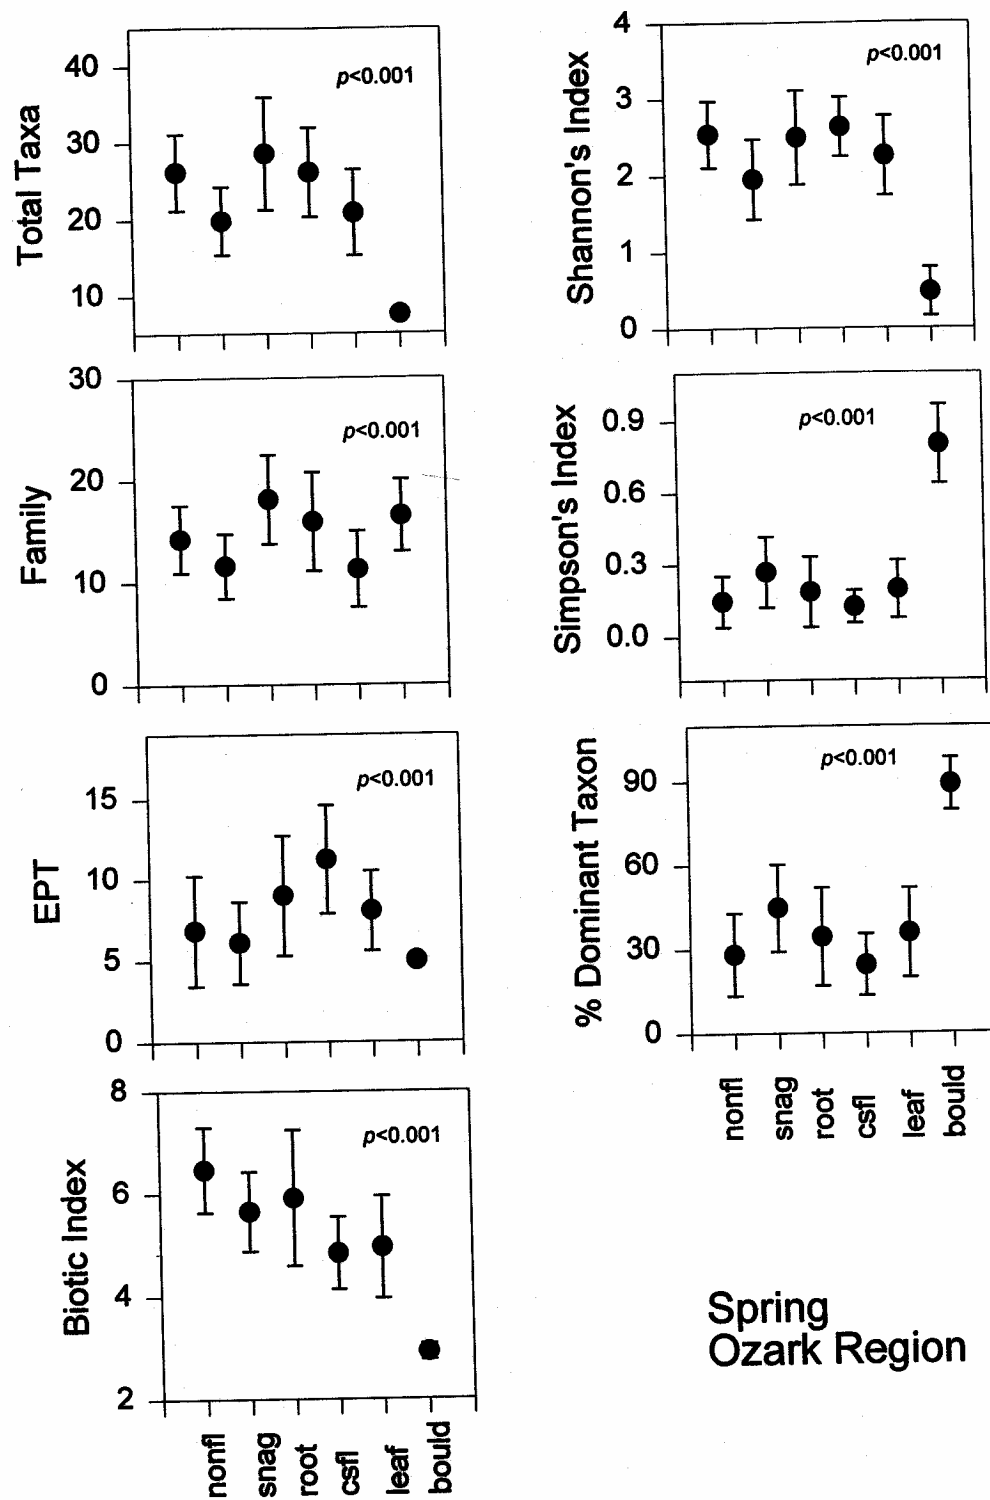 Total Taxa
40
30
20
10
p<0.001
Shannon's Index
4
3
2
1
0
p<0.001
Family
30
20
10
0
p<0.001
Simpson's Index
0.9
0.6
0.3
0.0
p<0.001
EPT
15
10
5
0
p<0.001
% Dominant Taxon
90
60
30
0
p<0.001
nonfl
snag
root
csfl
leaf
bould
Biotic Index
8
6
4
2
p<0.001
nonfl
snag
root
csfl
leaf
bould
Spring
Ozark Region